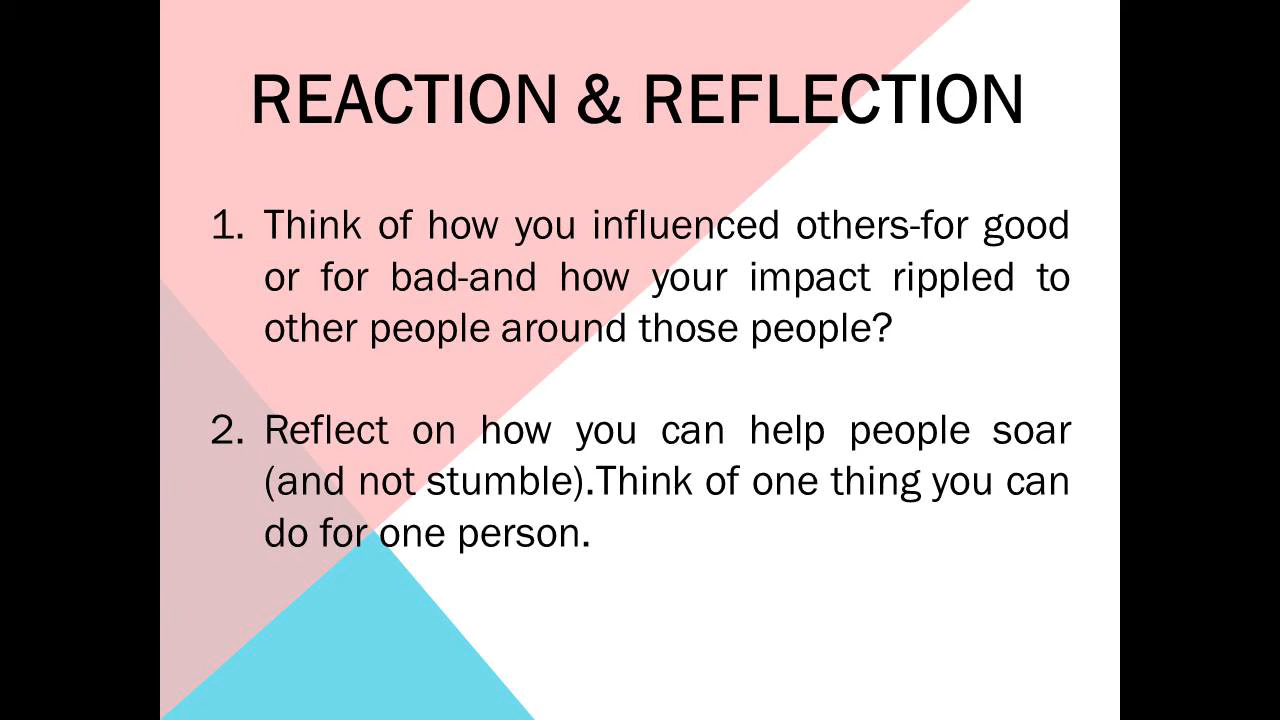 REACTION & REFLECTION
1. Think of how you influenced others-for good
or for bad-and how your impact rippled to
other people around those people?
2. Reflect on how you can help people soar
(and not stumble).Think of one thing you can
do for one person.